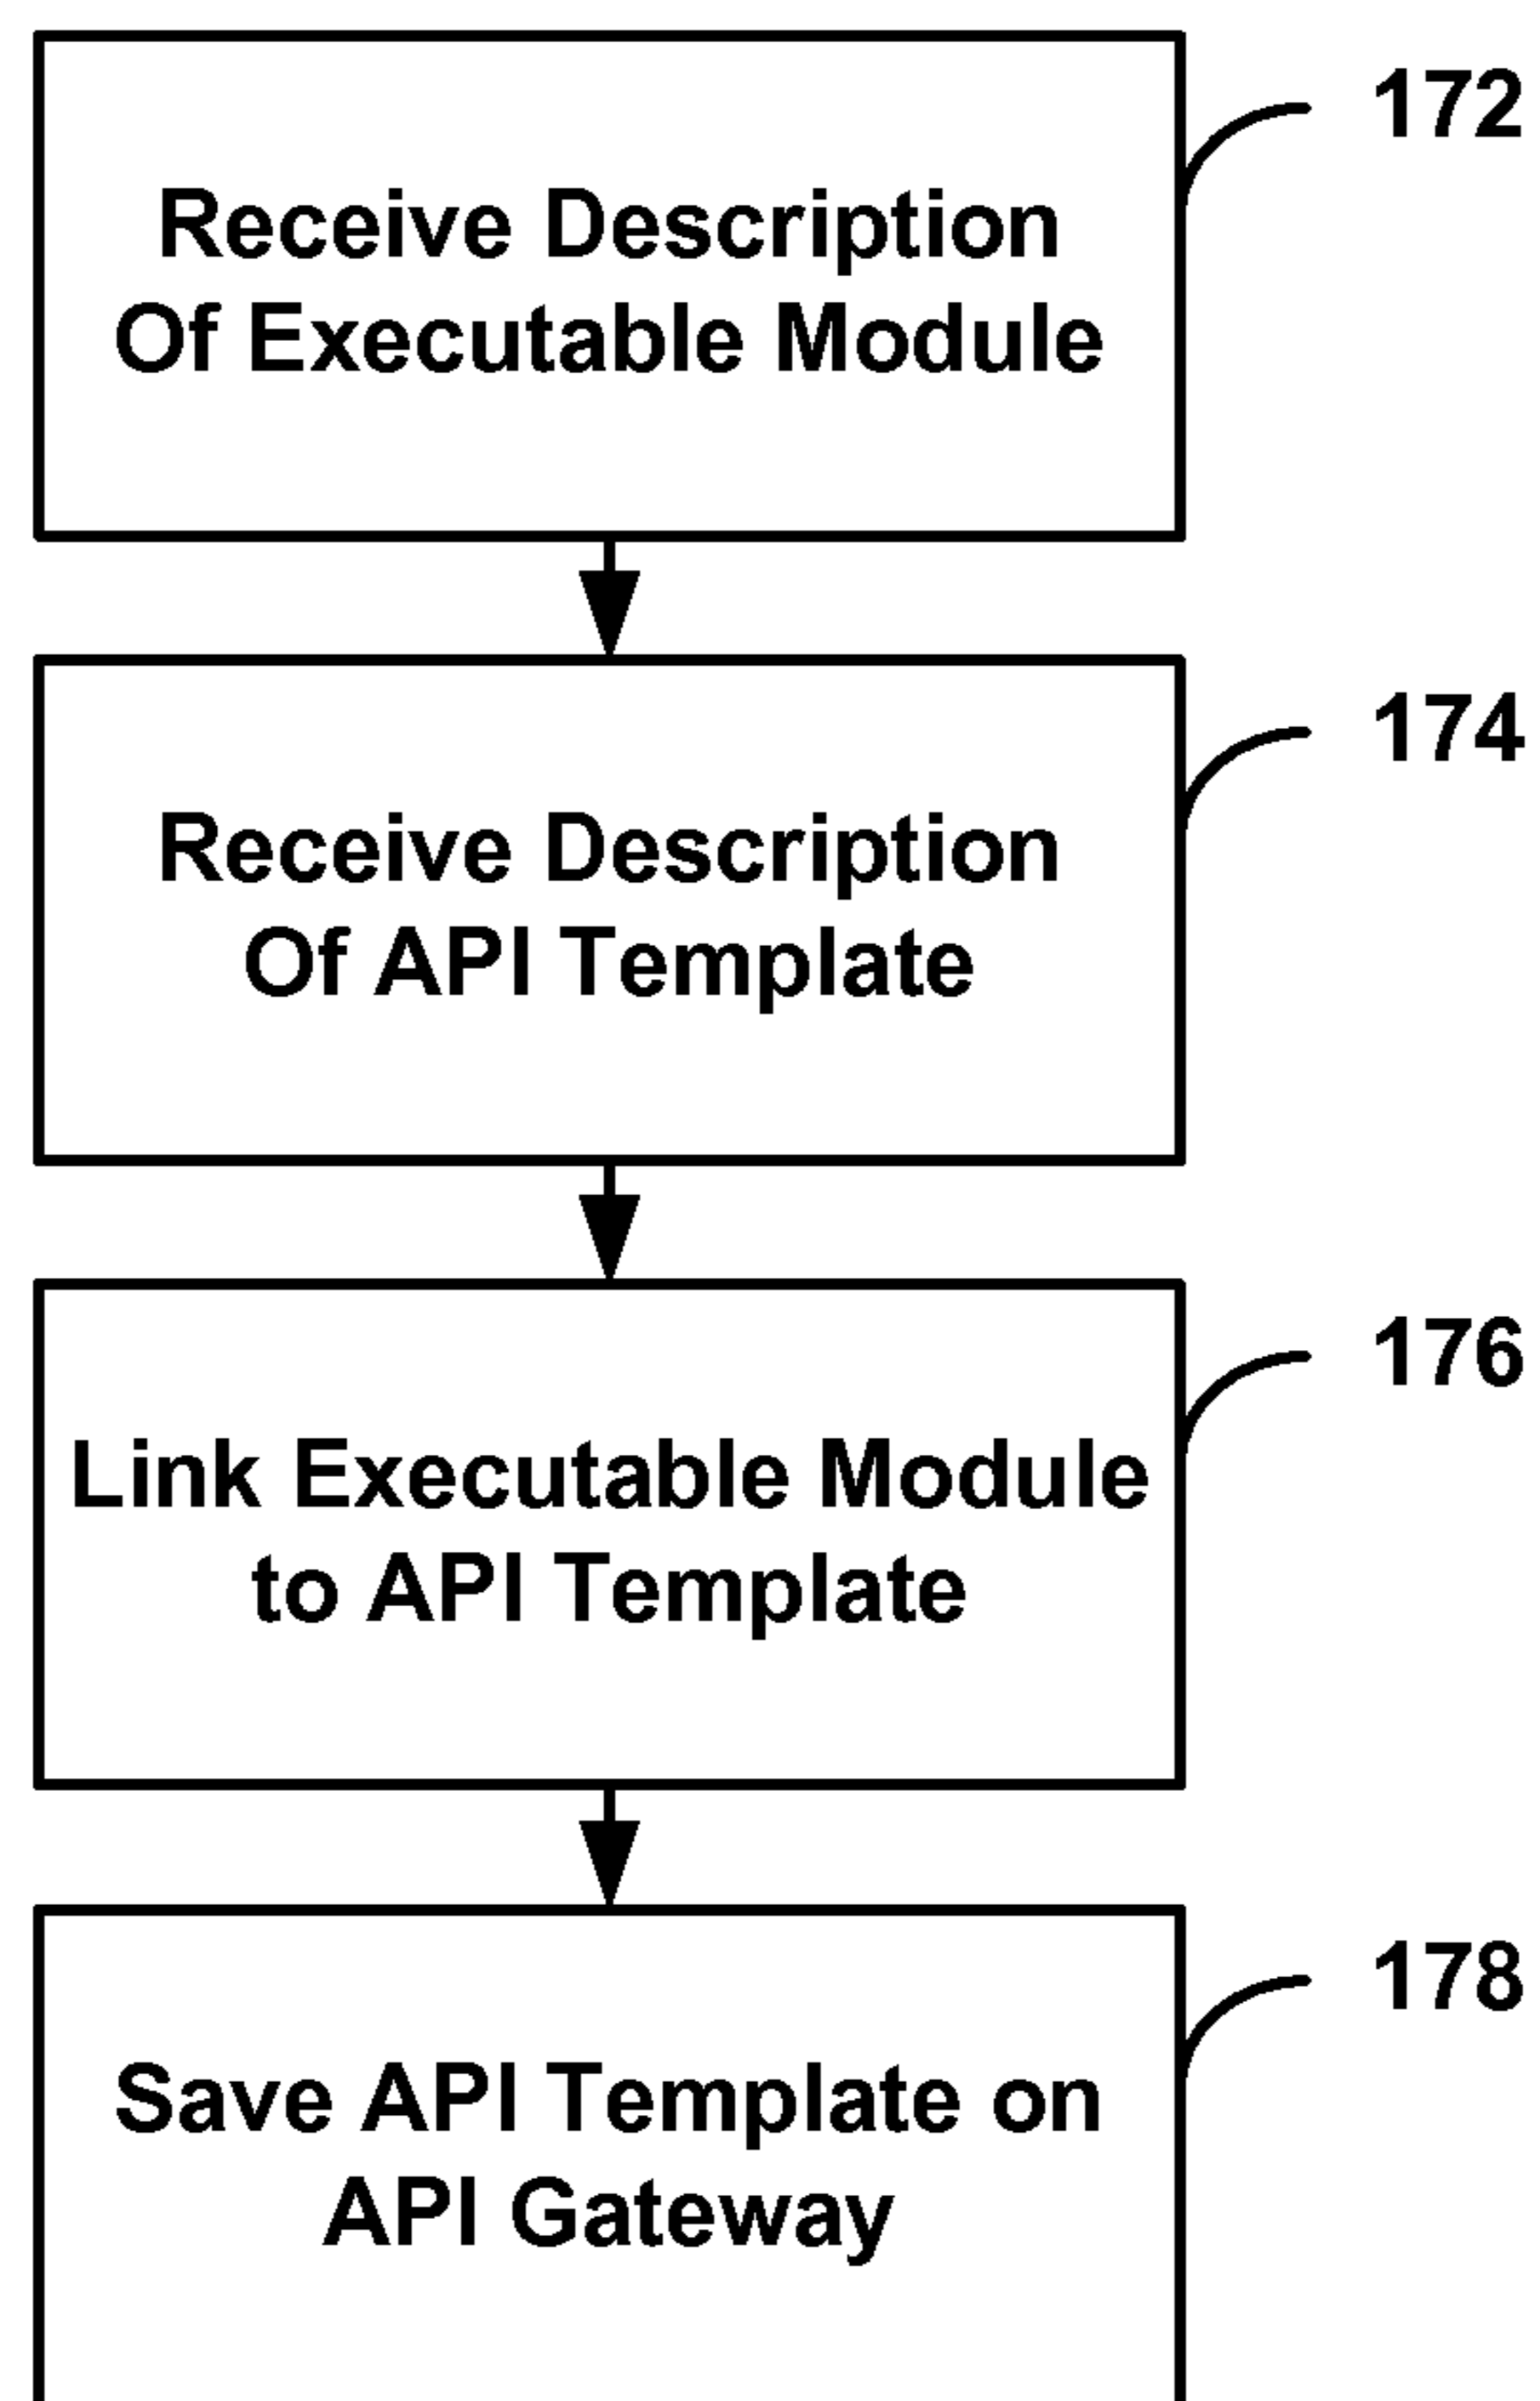 172
Receive Description
Of Executable Module
174
Receive Description
Of API Template
176
Link Executable Module
to API Template
178
Save API Template on
API Gateway